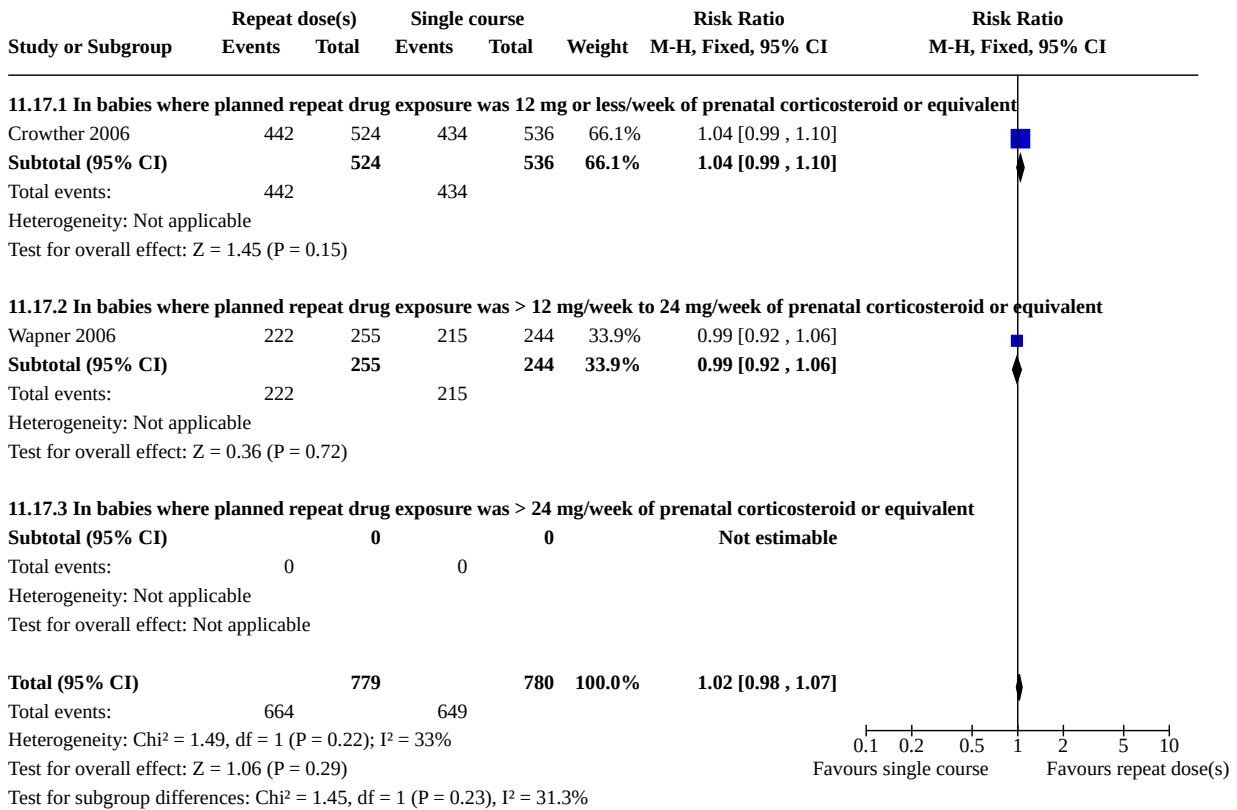 Repeat dose(s) Single course Risk Ratio Risk Ratio
Study or Subgroup Events Total Events Total Weight M-H, Fixed, 95% CI M-H, Fixed, 95% CI
11.17.1 In babies where planned repeat drug exposure was 12 mg or less/week of prenatal corticosteroid or equivalent
Crowther 2006 442 524 434 536 66.1% 1.04 [0.99 , 1.10]
Subtotal (95% CI) 524 536 66.1% 1.04 [0.99 , 1.10]
Total events: 442 434
Heterogeneity: Not applicable
Test for overall effect: Z = 1.45 (P = 0.15)
11.17.2 In babies where planned repeat drug exposure was > 12 mg/week to 24 mg/week of prenatal corticosteroid or equivalent
Wapner 2006 222 255 215 244 33.9% 0.99 [0.92 , 1.06]
Subtotal (95% CI) 255 244 33.9% 0.99 [0.92 , 1.06]
Total events: 222 215
Heterogeneity: Not applicable
Test for overall effect: Z = 0.36 (P = 0.72)
11.17.3 In babies where planned repeat drug exposure was > 24 mg/week of prenatal corticosteroid or equivalent
Subtotal (95% CI) 0 0 Not estimable
Total events: 0 0
Heterogeneity: Not applicable
Test for overall effect: Not applicable
Total (95% CI) 779 780 100.0% 1.02 [0.98 , 1.07]
Total events: 664 649
Heterogeneity: Chi² = 1.49, df = 1 (P = 0.22); I² = 33%
0.1 0.2 0.5 1 2 5 10
Test for overall effect: Z = 1.06 (P = 0.29) Favours single course Favours repeat dose(s)
Test for subgroup differences: Chi² = 1.45, df = 1 (P = 0.23), I² = 31.3%